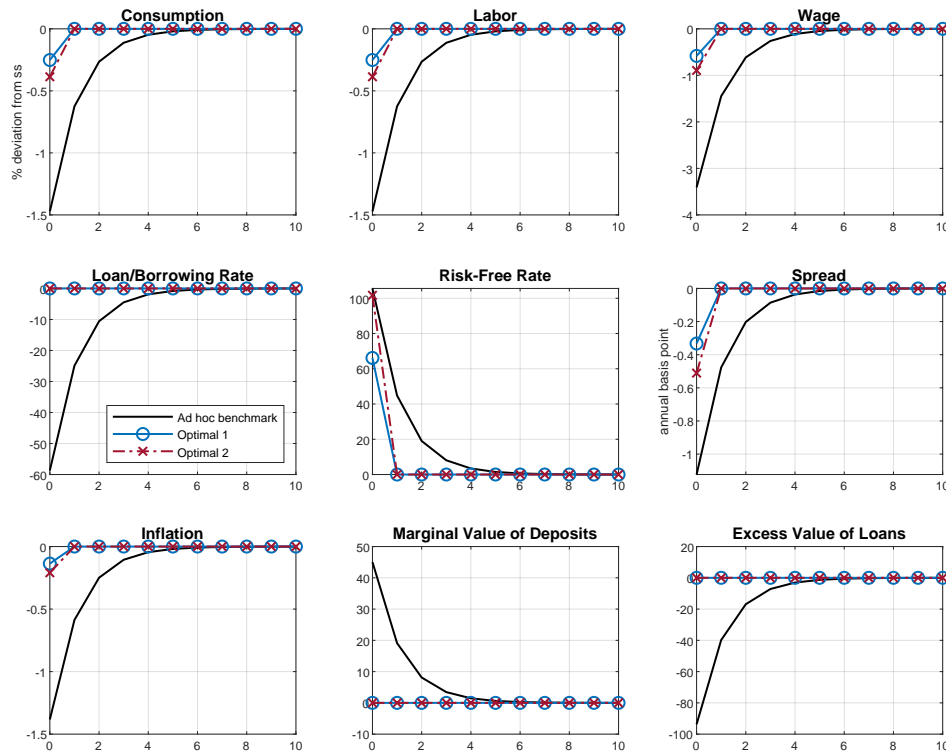 Consumption
Labor
Wage
% deviation from ss
0
-0.5
-1
-1.5
0 2 4 6 8 10
0
-0.5
-1
-1.5
0 2 4 6 8 10
0
-1
-2
-3
-4
0 2 4 6 8 10
Loan/Borrowing Rate
Risk-Free Rate
Spread
0
-10
-20
-30
-40
-50
-60
0 2 4 6 8 10
Ad hoc benchmark
Optimal 1
Optimal 2
100
80
60
40
20
0
0 2 4 6 8 10
annual basis point
0
-0.2
-0.4
-0.6
-0.8
-1
0 2 4 6 8 10
Inflation
Marginal Value of Deposits
Excess Value of Loans
0
-0.5
-1
-1.5
0 2 4 6 8 10
50
40
30
20
10
0
-10
0 2 4 6 8 10
20
0
-20
-40
-60
-80
-100
0 2 4 6 8 10